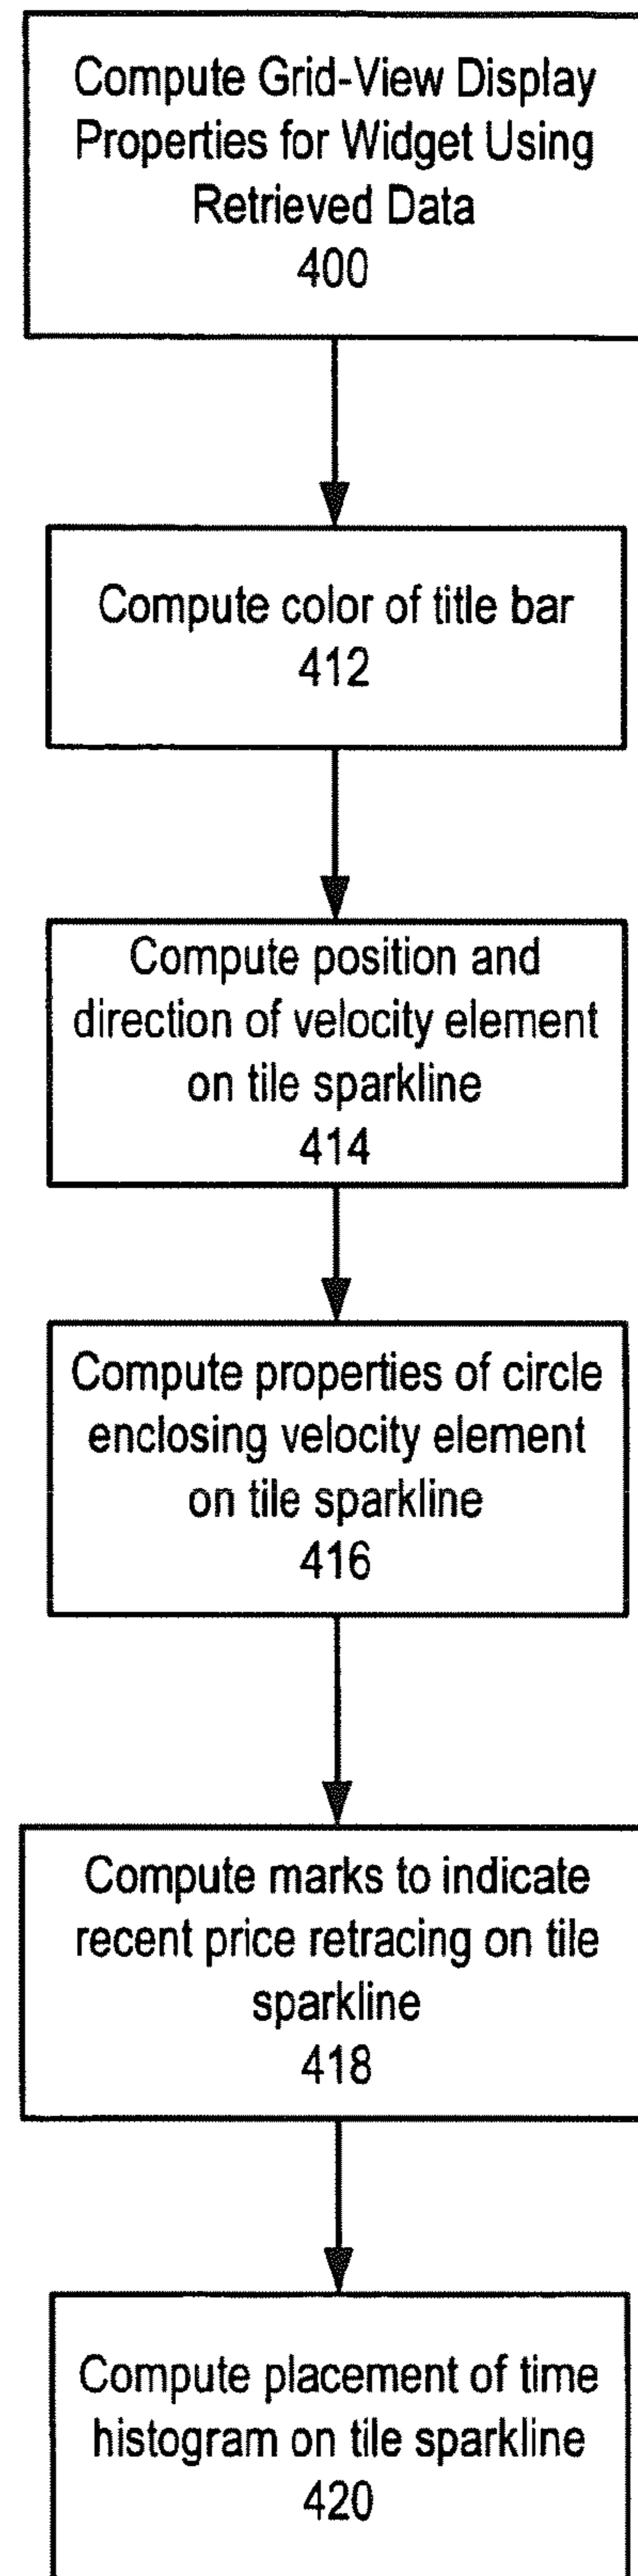 Compute Grid-View Display
Properties for Widget Using
Retrieved Data
400
Compute color of title bar
412
Compute position and
direction of velocity element
on tile sparkline
414
Compute properties of circle
enclosing velocity element
on tile sparkline
416
Compute marks to indicate
recent price retracing on tile
sparkline
418
Compute placement of time
histogram on tile sparkline
420